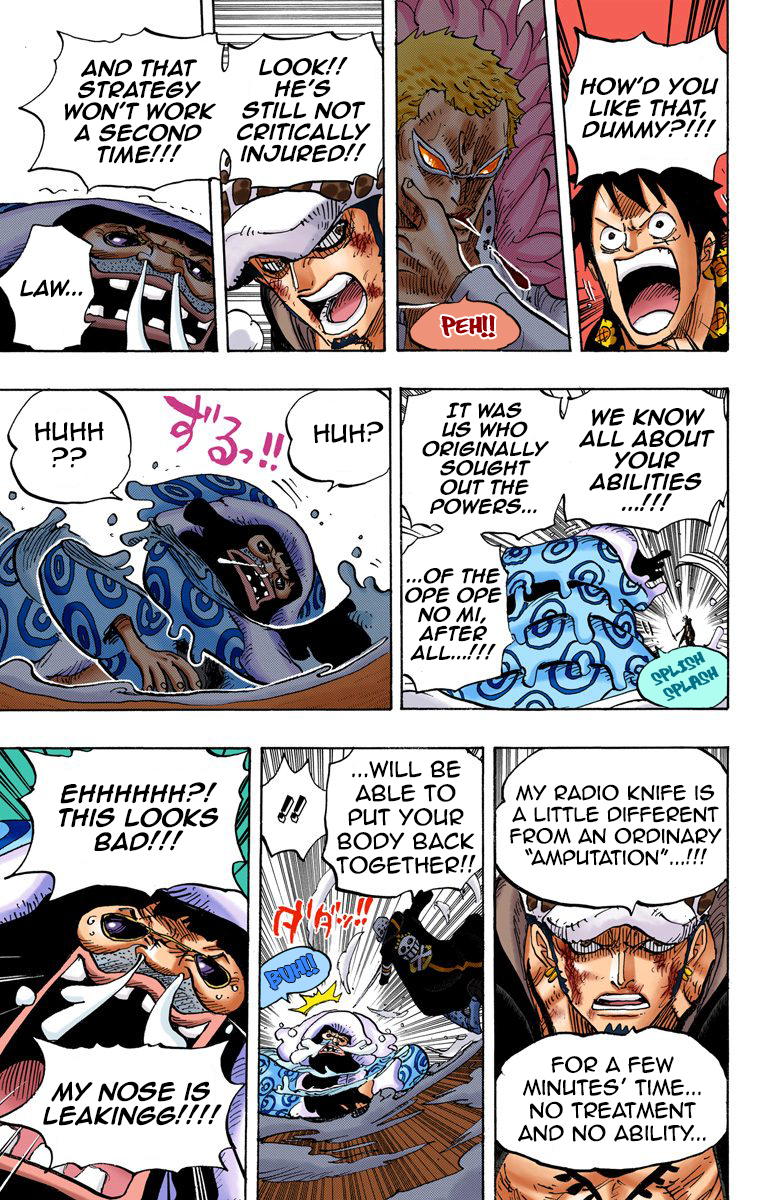 HOW'D YOU
LIKE THAT,
DUMMY?!!!
PEH!!
LOOK!!
HE'S
STILL NOT
CRITICALLY
INJURED!!
AND THAT
STRATEGY
WON'T WORK
A SECOND
TIME!!!
LAW...
WE KNOW
ALL ABOUT
YOUR
ABILITIES
...!!!
IT WAS
US WHO
ORIGINALLY
SOUGHT
OUT THE
POWERS...
...OF THE
OPE OPE
NO MI,
AFTER
ALL...!!!
SPLISH
SPLASH
HUH?
ずるっ!!
HUHH
??
MY RADIO KNIFE IS
A LITTLE DIFFERENT
FROM AN ORDINARY
“AMPUTATION”...!!!
FOR A FEW
MINUTES' TIME...
NO TREATMENT
AND NO ABILITY...
...WILL BE
ABLE TO
PUT YOUR
BODY BACK
TOGETHER!!
!!
ダダッ!!
BUH!!
EHHHHHH?!
THIS LOOKS
BAD!!!
MY NOSE IS
LEAKINGG!!!!